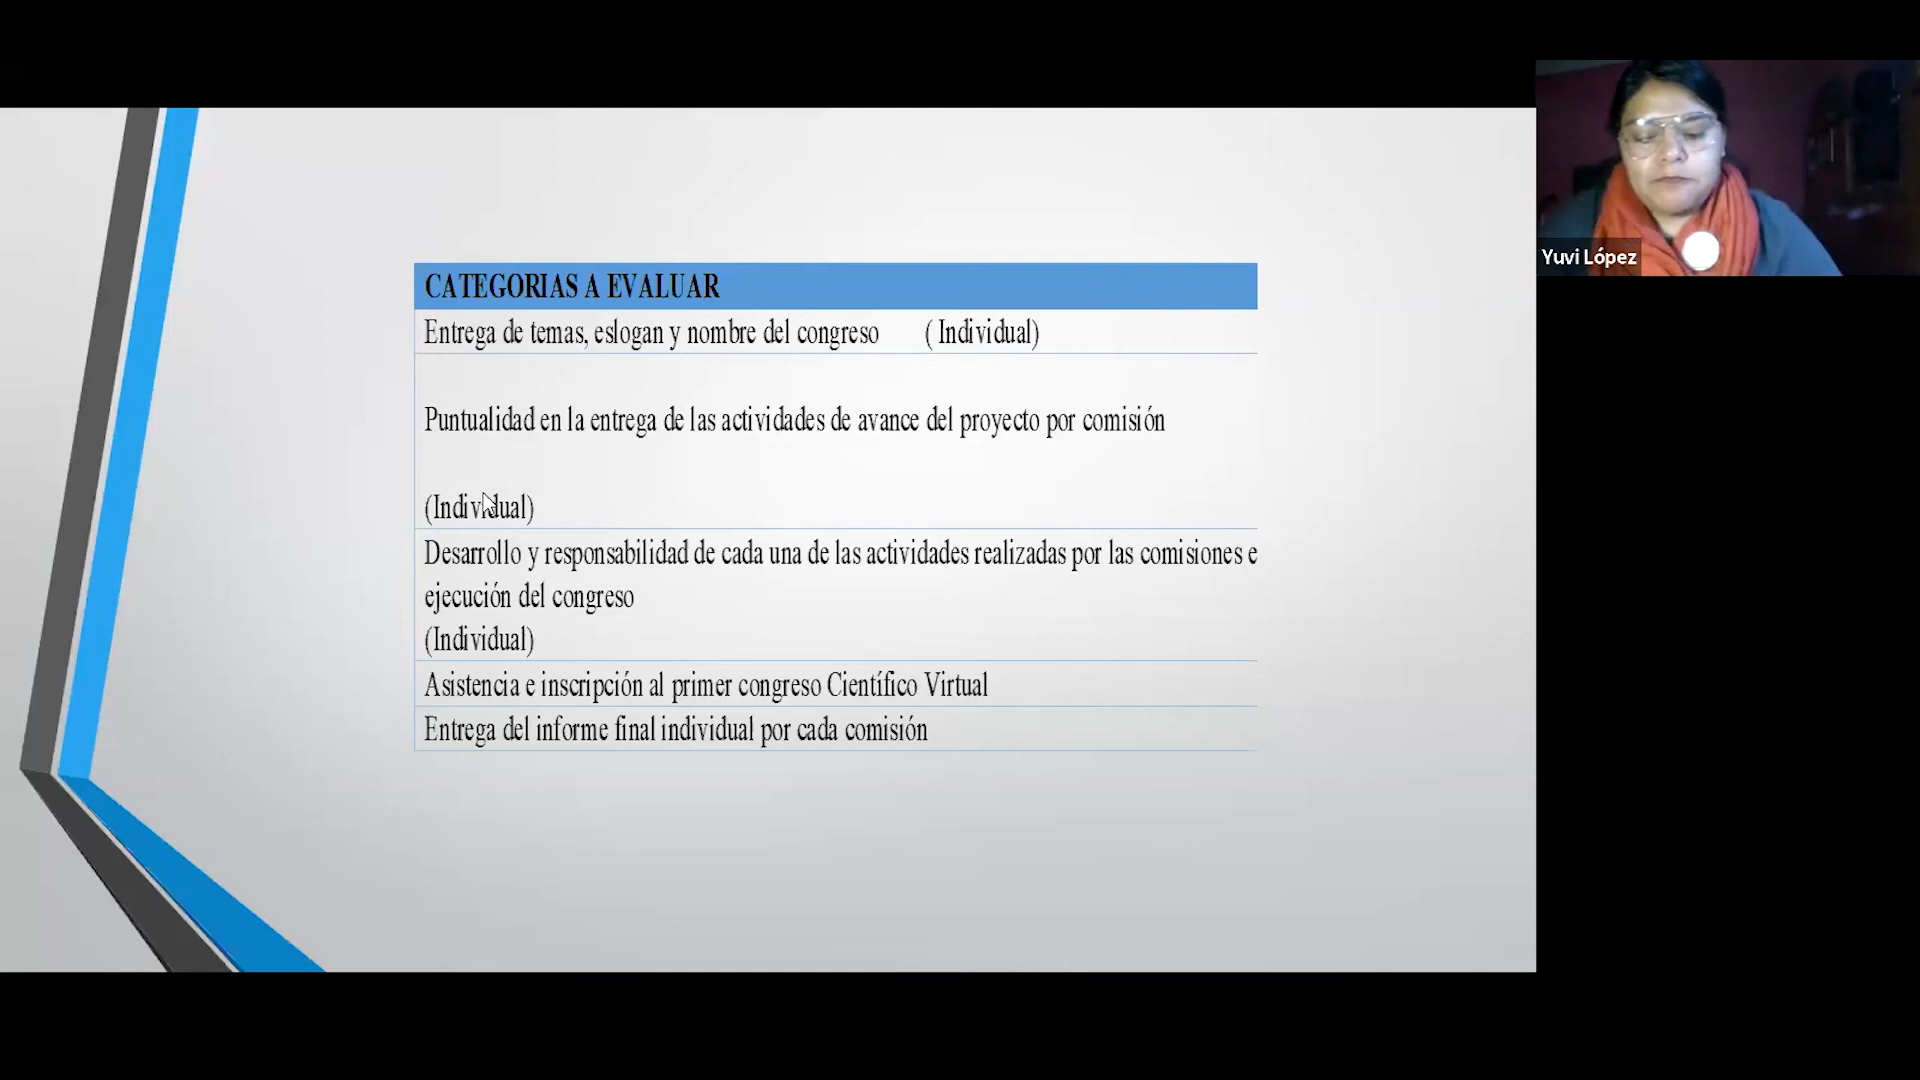 CATEGORIAS A EVALUAR
Entrega de temas, eslogan y nombre del congreso ( Individual)
Puntualidad en la entrega de las actividades de avance del proyecto por comisión
(Individual)
Desarrollo y responsabilidad de cada una de las actividades realizadas por las comisiones e
ejecución del congreso
(Individual)
Asistencia e inscripción al primer congreso Científico Virtual
Entrega del informe final individual por cada comisión
Yuvi López